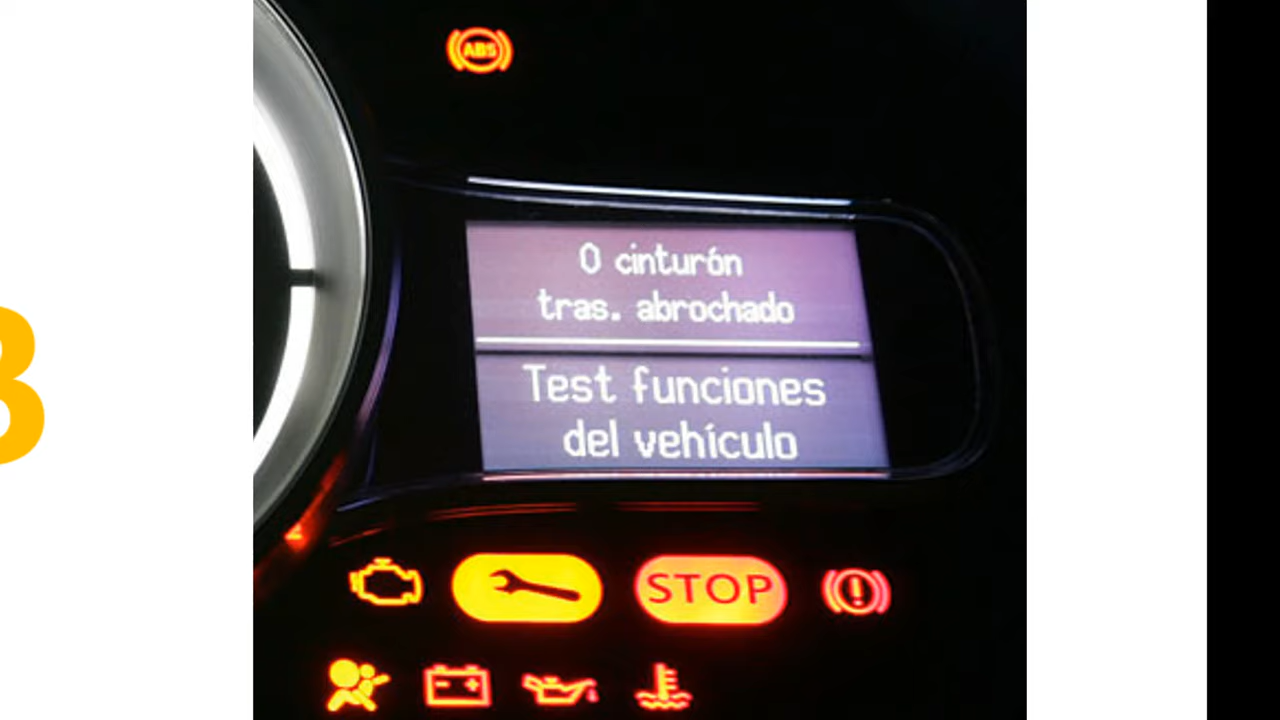 ABS
0 cinturón
tras. abrochado
Test funciones
del vehículo
STOP